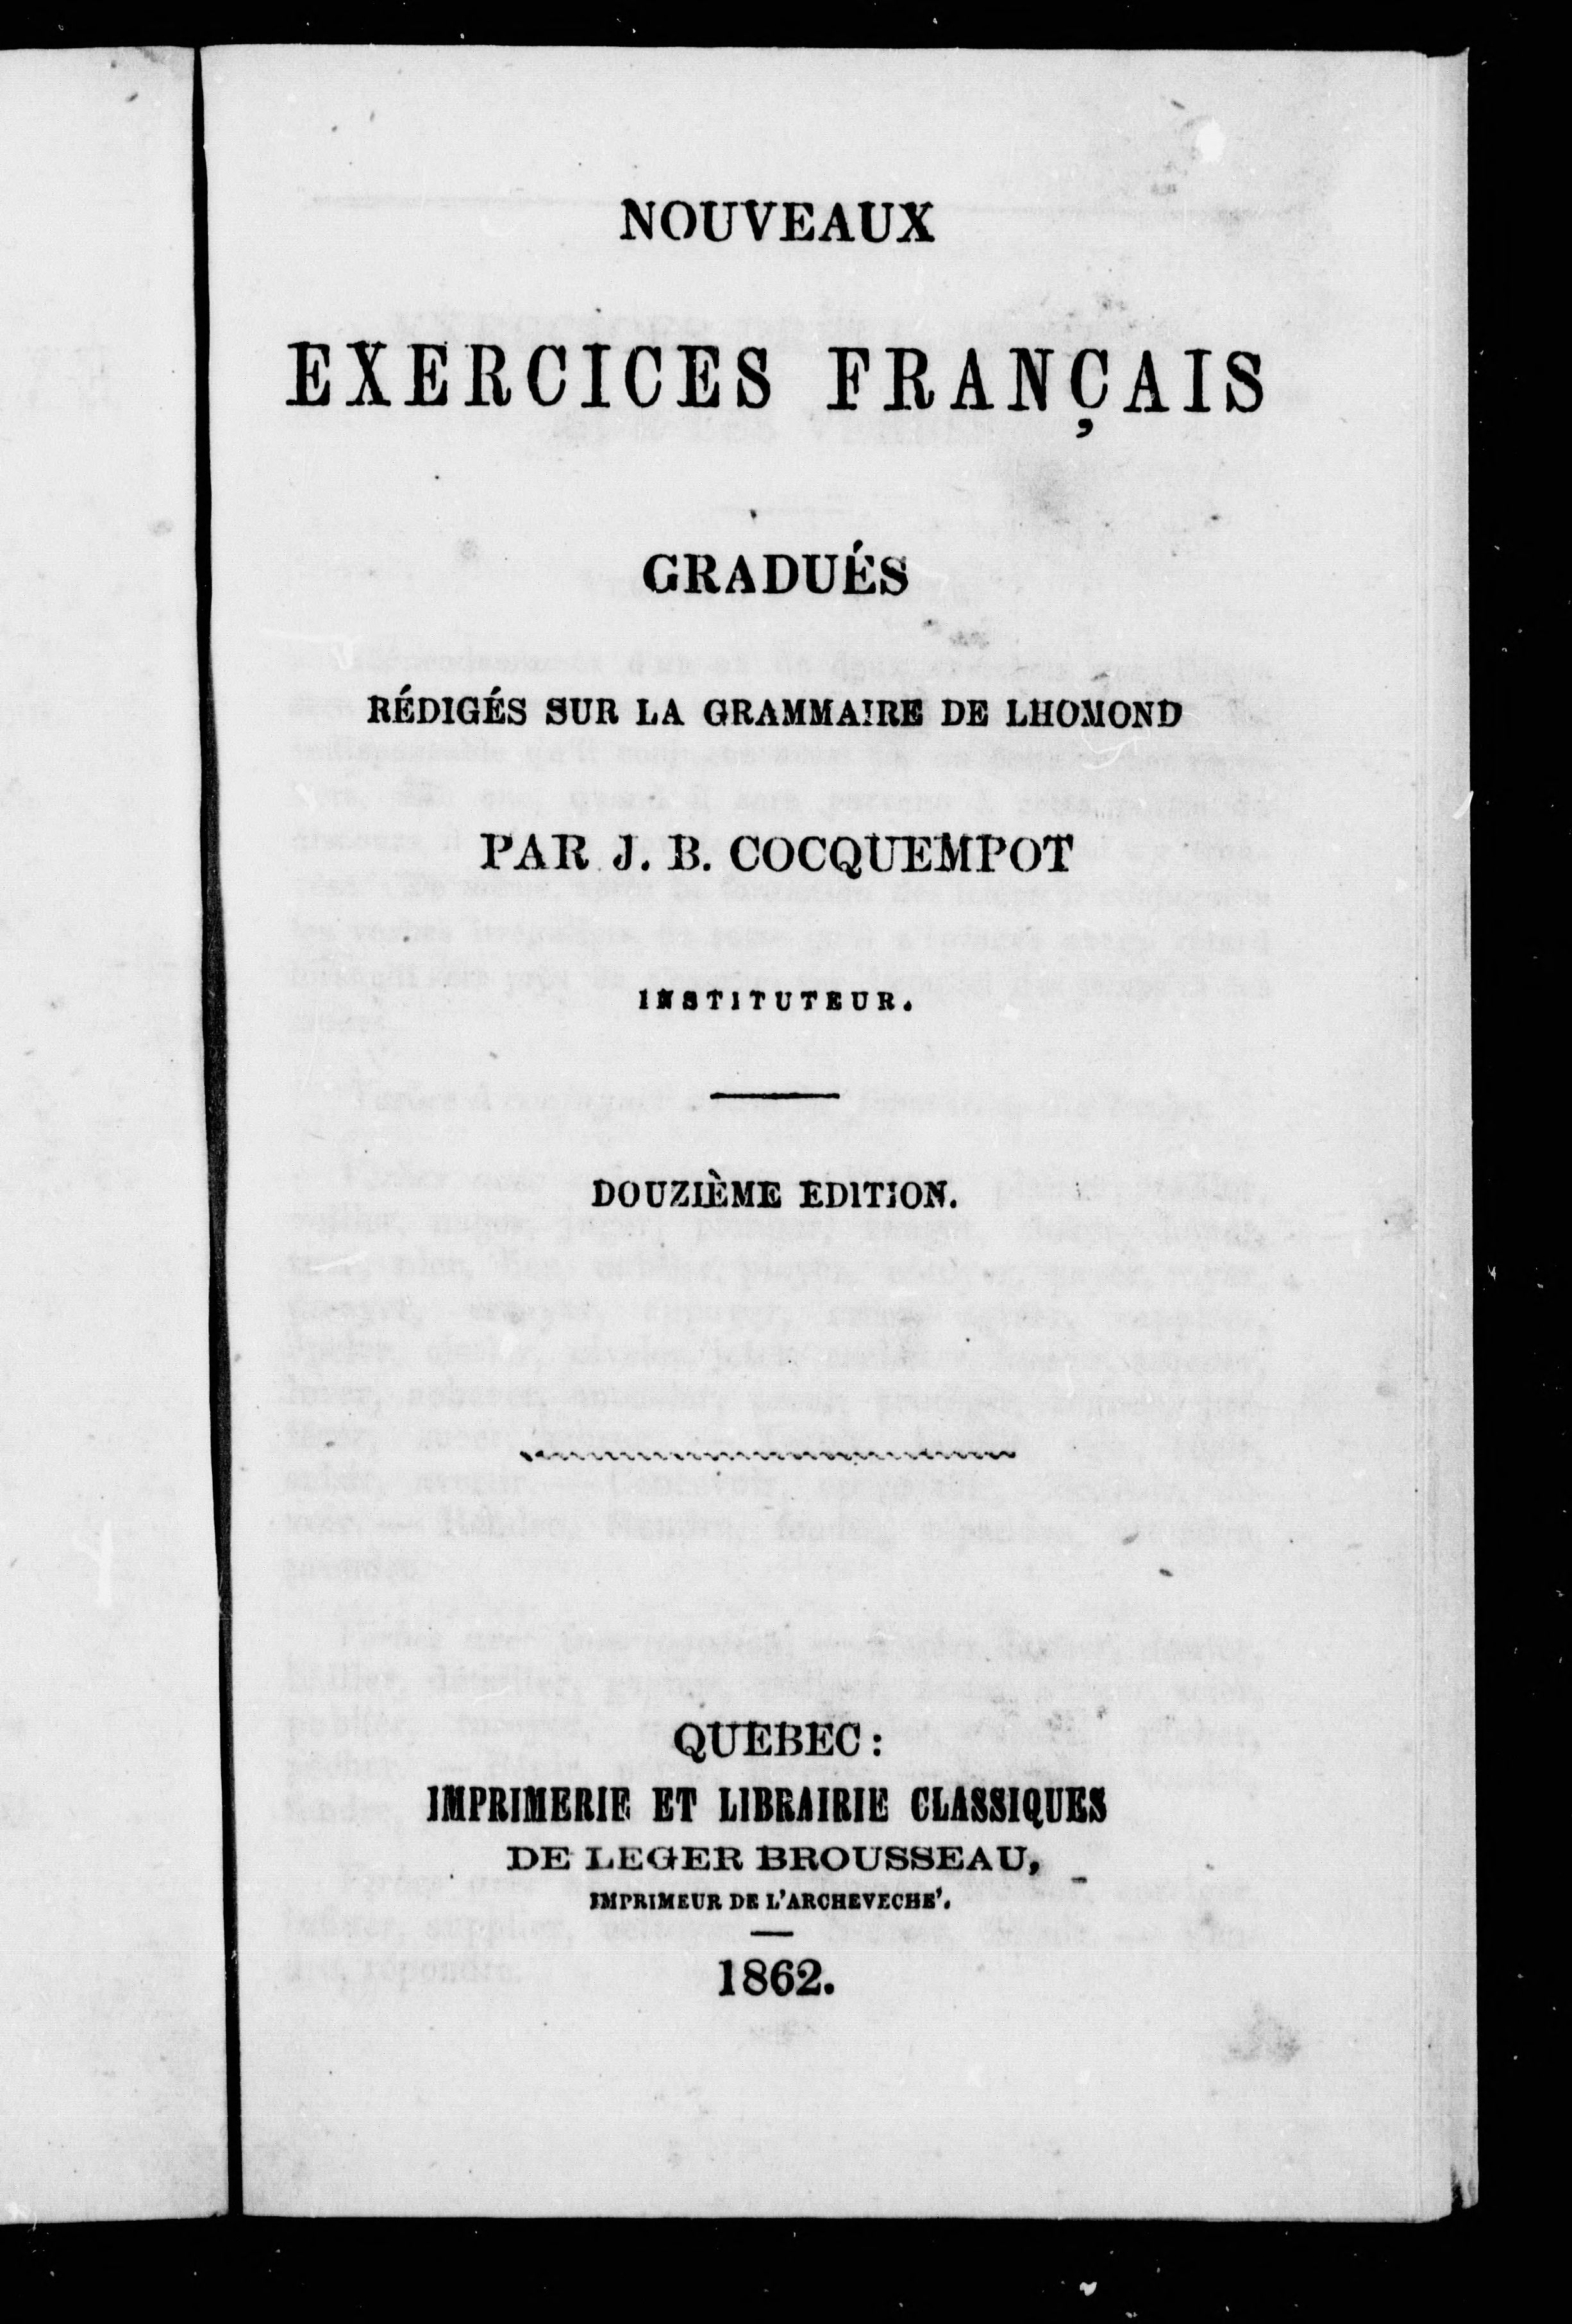 NOUVEAUX
EXERCICES FRANÇAIS
GRADUÉS
RÉDIGÉS SUR LA GRAMMAIRE DE LHOMOND
PAR J. B. COCQUEMPOT
INSTITUTEUR.
DOUZIÈME EDITION.
QUEBEC:
IMPRIMERIE ET LIBRAIRIE CLASSIQUES
DE LEGER BROUSSEAU,
IMPRIMEUR DE L'ARCHEVECHE'.
1862.